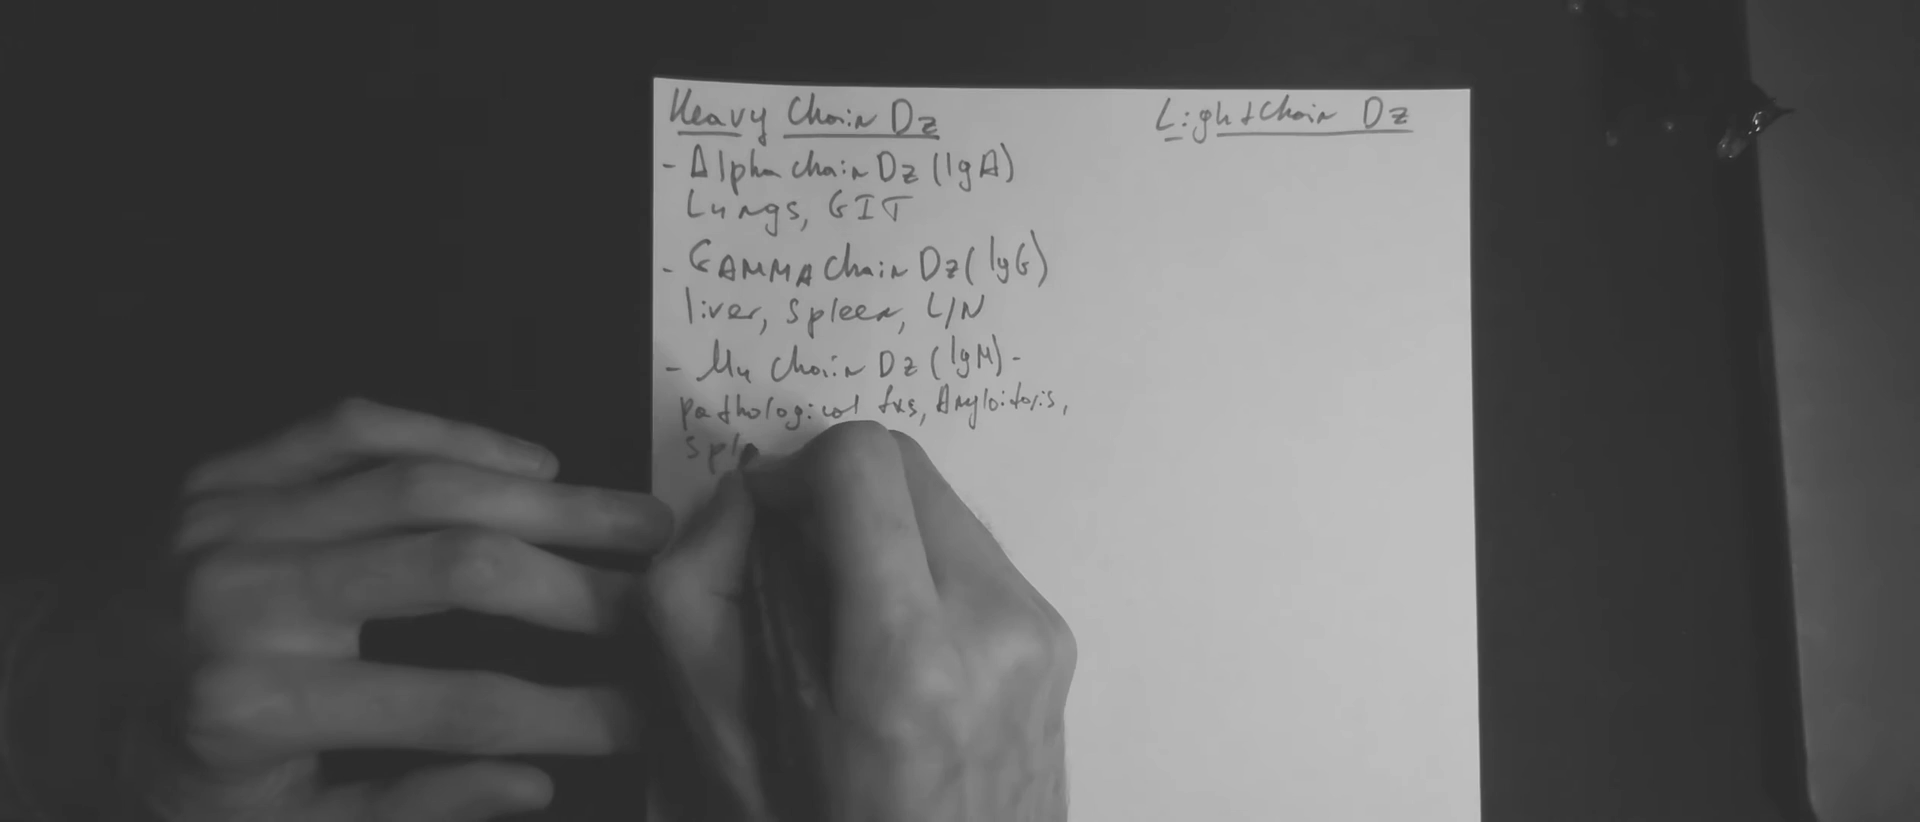 Heavy Chain Dz
Light Chain Dz
- Alpha chain Dz (IgA)
Lungs, GIT
- GAMMA Chain Dz (IgG)
liver, spleen, L/N
- Mu Chain Dz (IgM) -
pathological fxs, Amyloidosis,
sple